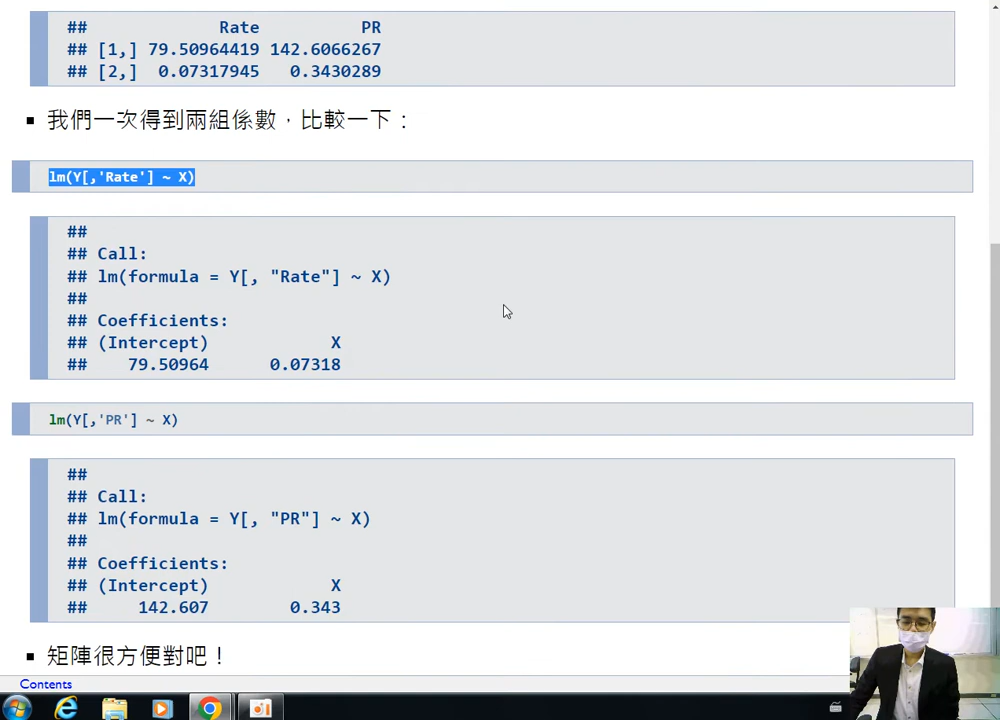 ##             Rate          PR
## [1,] 79.50964419 142.6066267
## [2,]  0.07317945   0.3430289
▪ 我們一次得到兩組係數，比較一下：
lm(Y[,'Rate'] ~ X)
##
## Call:
## lm(formula = Y[, "Rate"] ~ X)
##
## Coefficients:
## (Intercept)            X
##    79.50964      0.07318
lm(Y[,'PR'] ~ X)
##
## Call:
## lm(formula = Y[, "PR"] ~ X)
##
## Coefficients:
## (Intercept)            X
##     142.607        0.343
▪ 矩陣很方便對吧！
Contents